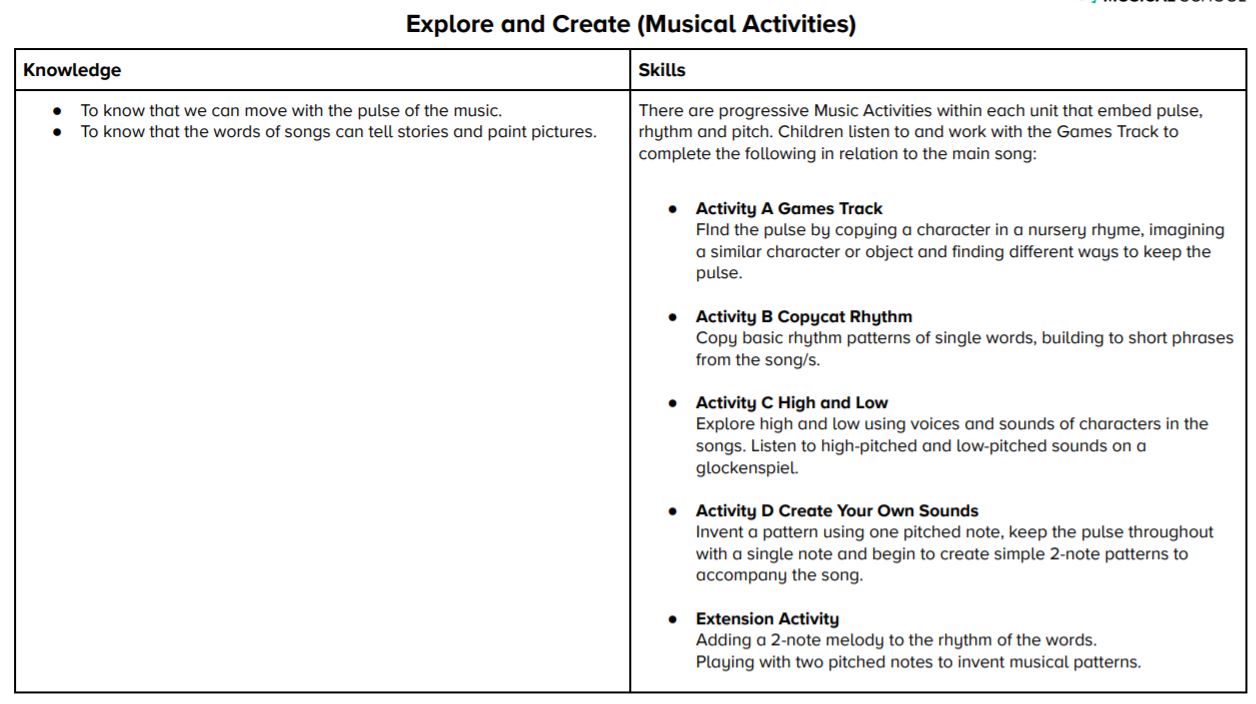 MUSICAL SCHOOL
Explore and Create (Musical Activities)
Knowledge
● To know that we can move with the pulse of the music.
● To know that the words of songs can tell stories and paint pictures.
Skills
There are progressive Music Activities within each unit that embed pulse,
rhythm and pitch. Children listen to and work with the Games Track to
complete the following in relation to the main song:
● Activity A Games Track
FInd the pulse by copying a character in a nursery rhyme, imagining
a similar character or object and finding different ways to keep the
pulse.
● Activity B Copycat Rhythm
Copy basic rhythm patterns of single words, building to short phrases
from the song/s.
● Activity C High and Low
Explore high and low using voices and sounds of characters in the
songs. Listen to high-pitched and low-pitched sounds on a
glockenspiel.
● Activity D Create Your Own Sounds
Invent a pattern using one pitched note, keep the pulse throughout
with a single note and begin to create simple 2-note patterns to
accompany the song.
● Extension Activity
Adding a 2-note melody to the rhythm of the words.
Playing with two pitched notes to invent musical patterns.